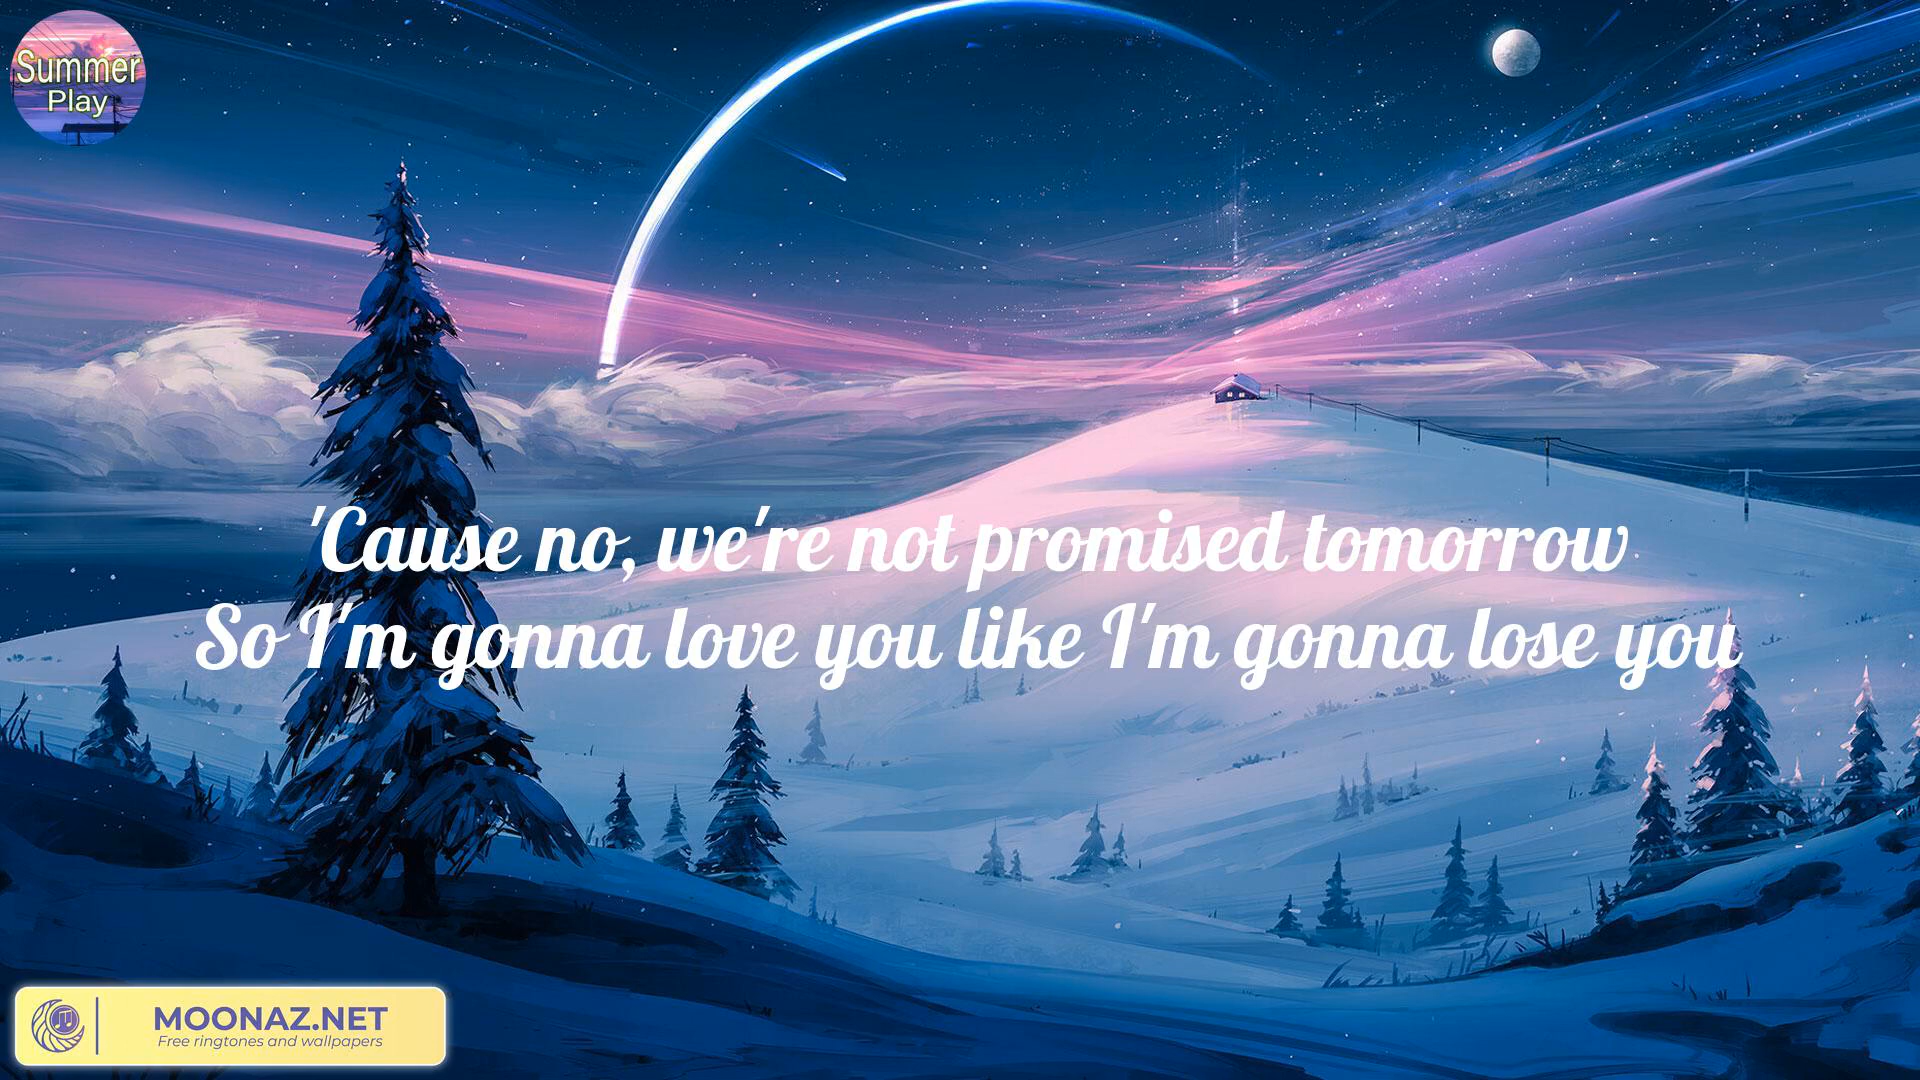 Summer
Play
'Cause no, we're not promised tomorrow
So I'm gonna love you like I'm gonna lose you
MOONAZ.NET
Free ringtones and wallpapers